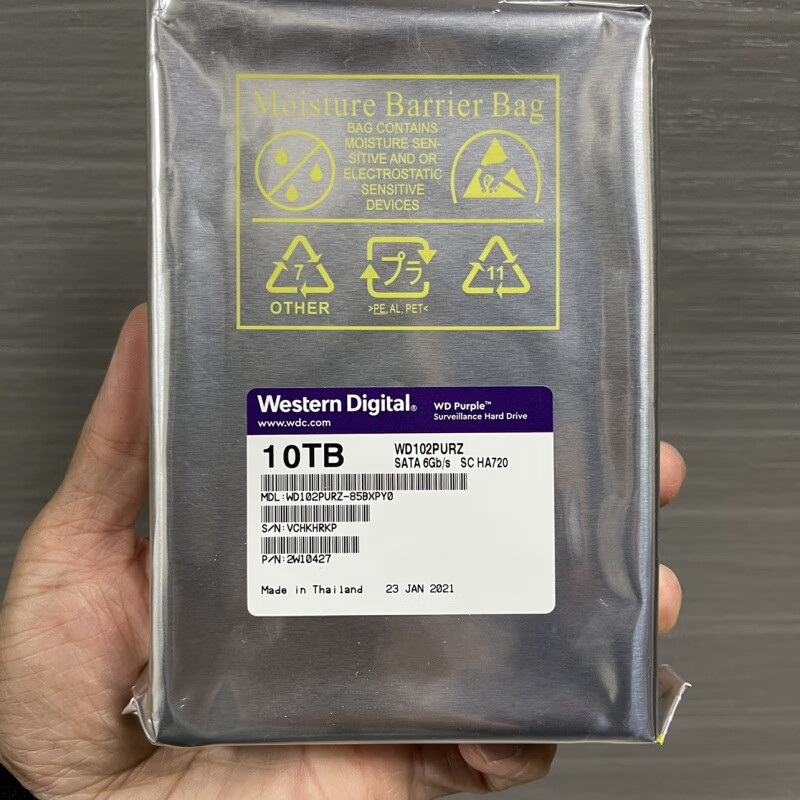 Moisture Barrier Bag
BAG CONTAINS
MOISTURE SEN-
SITIVE AND OR
ELECTROSTATIC
SENSITIVE
DEVICES
7
プラ
11
OTHER
>PE, AL, PET<
Western Digital®
WD Purple™
www.wdc.com
Surveillance Hard Drive
10TB
WD102PURZ
SATA 6Gb/s SC HA720
MDL:WD102PURZ-85BXPY0
S/N:VCHKHRKP
P/N:2W10427
Made in Thailand 23 JAN 2021